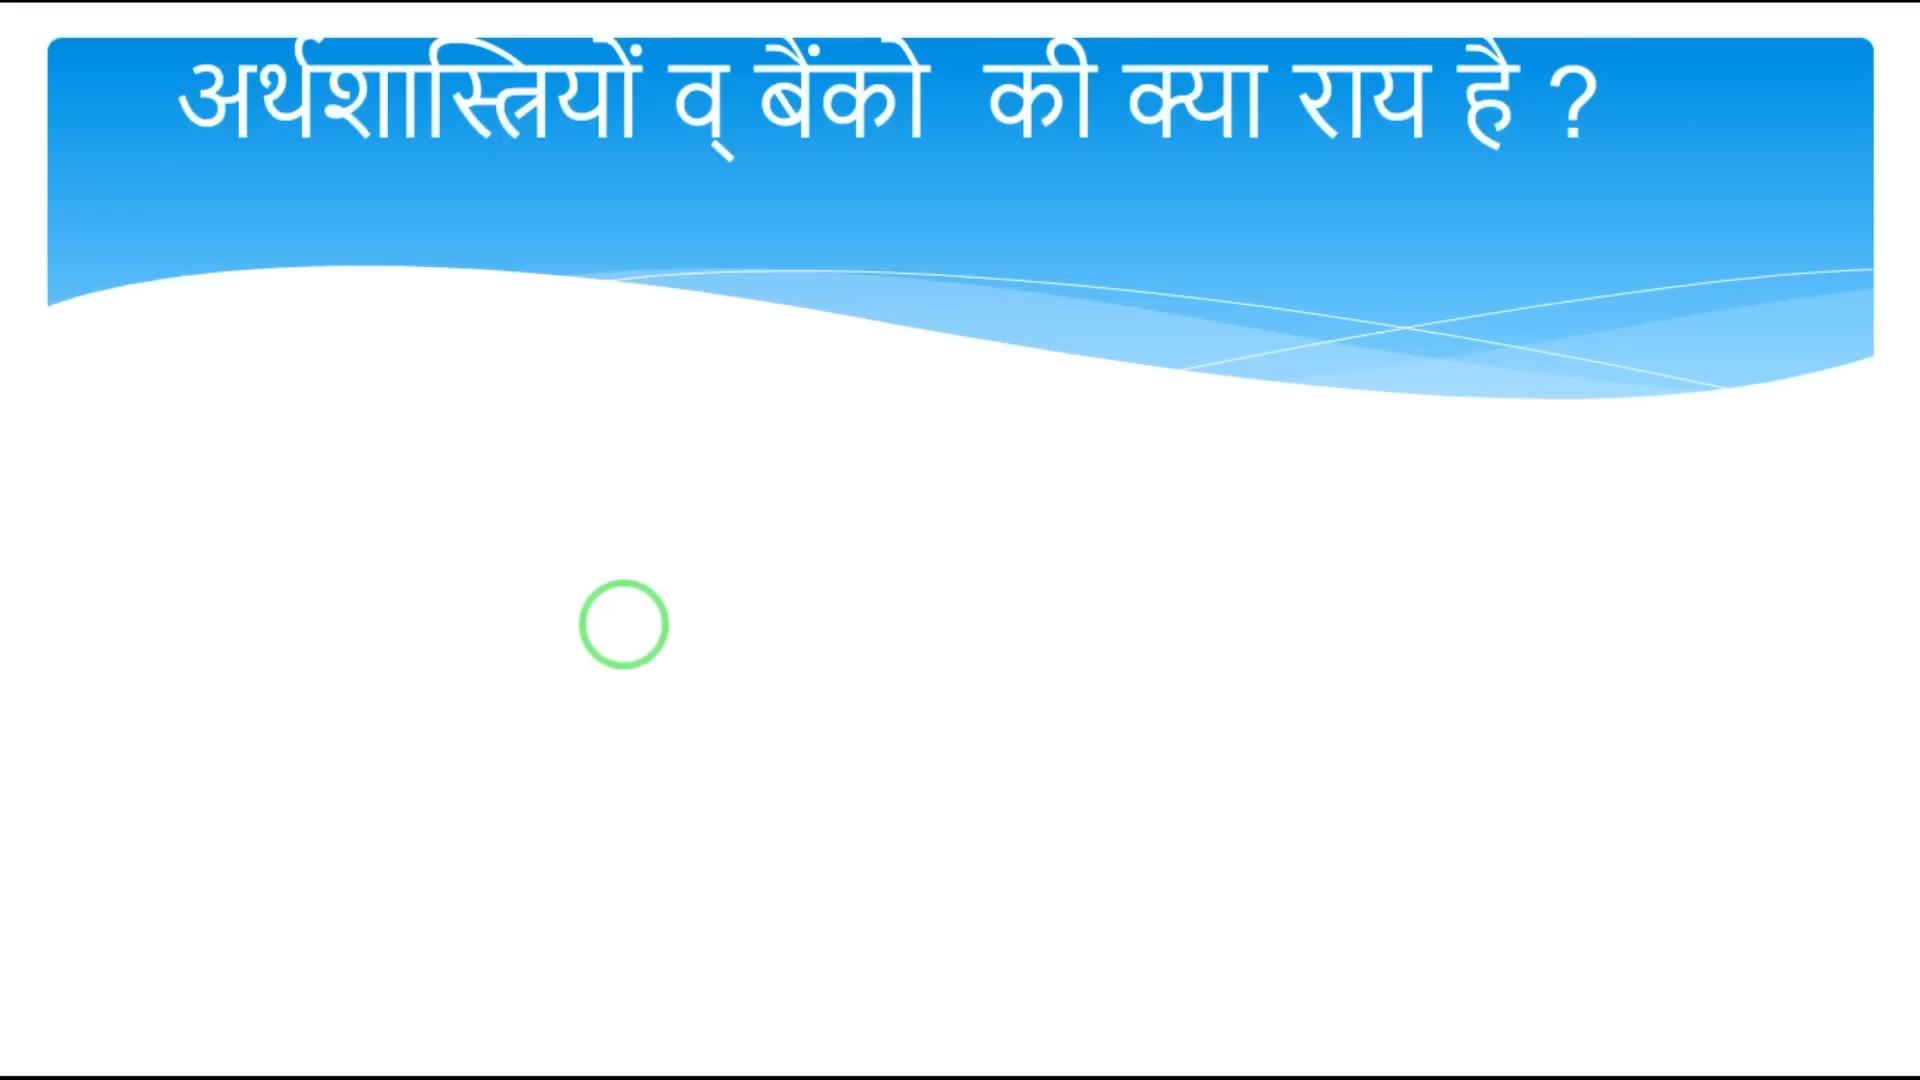 अर्थशास्त्रियों व् बैंको की क्या राय है ?